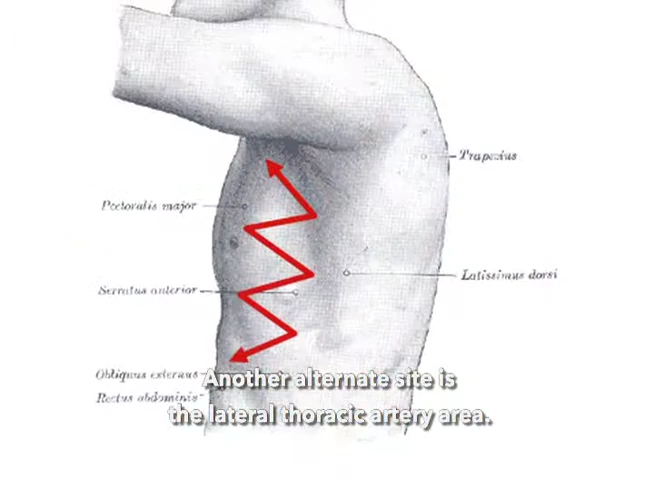 Trapezius
Pectoralis major
Latissimus dorsi
Serratus anterior
Obliquus externus
Rectus abdominis
Another alternate site is
the lateral thoracic artery area.